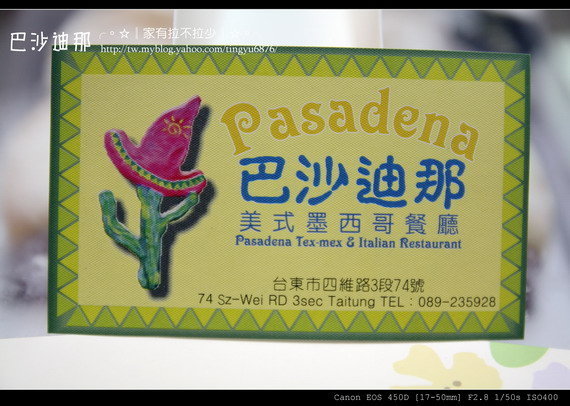 巴沙迪那 ╭°☆║家有拉不拉少║
http://tw.myblog.yahoo.com/tingyu6876/
Pasadena
巴沙迪那
美式墨西哥餐廳
Pasadena Tex-mex & Italian Restaurant
台東市四維路3段74號
74 Sz-Wei RD 3sec Taitung TEL：089-235928
Canon EOS 450D [17-50mm] F2.8 1/50s ISO400